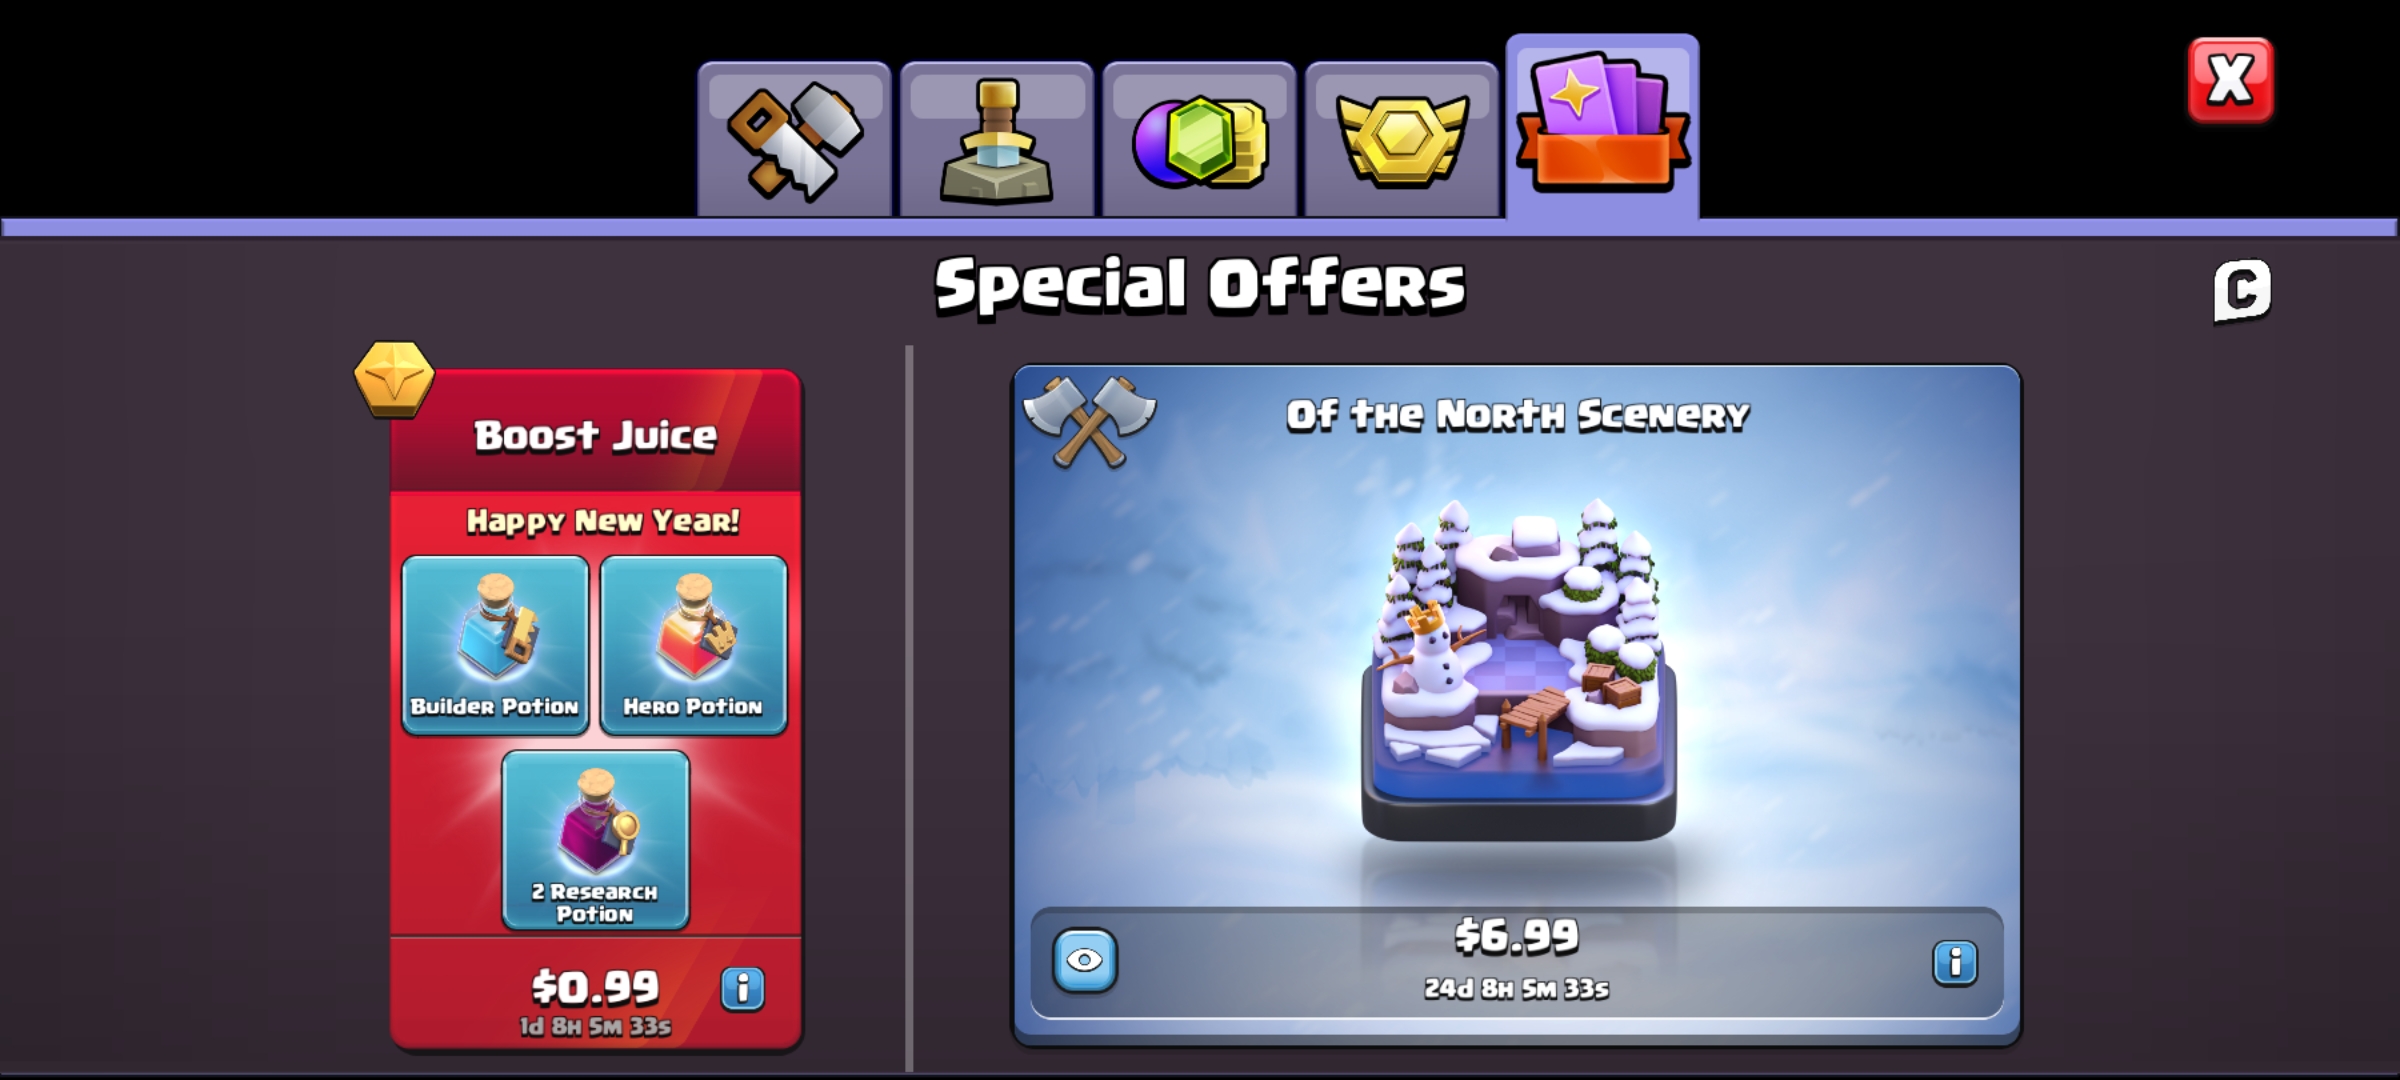 X
Special Offers
C
Boost Juice
Happy New Year!
Builder Potion
Hero Potion
2 Research
Potion
$0.99
i
1d 8H 5M 33s
Of the North Scenery
$6.99
i
24d 8H 5M 33s